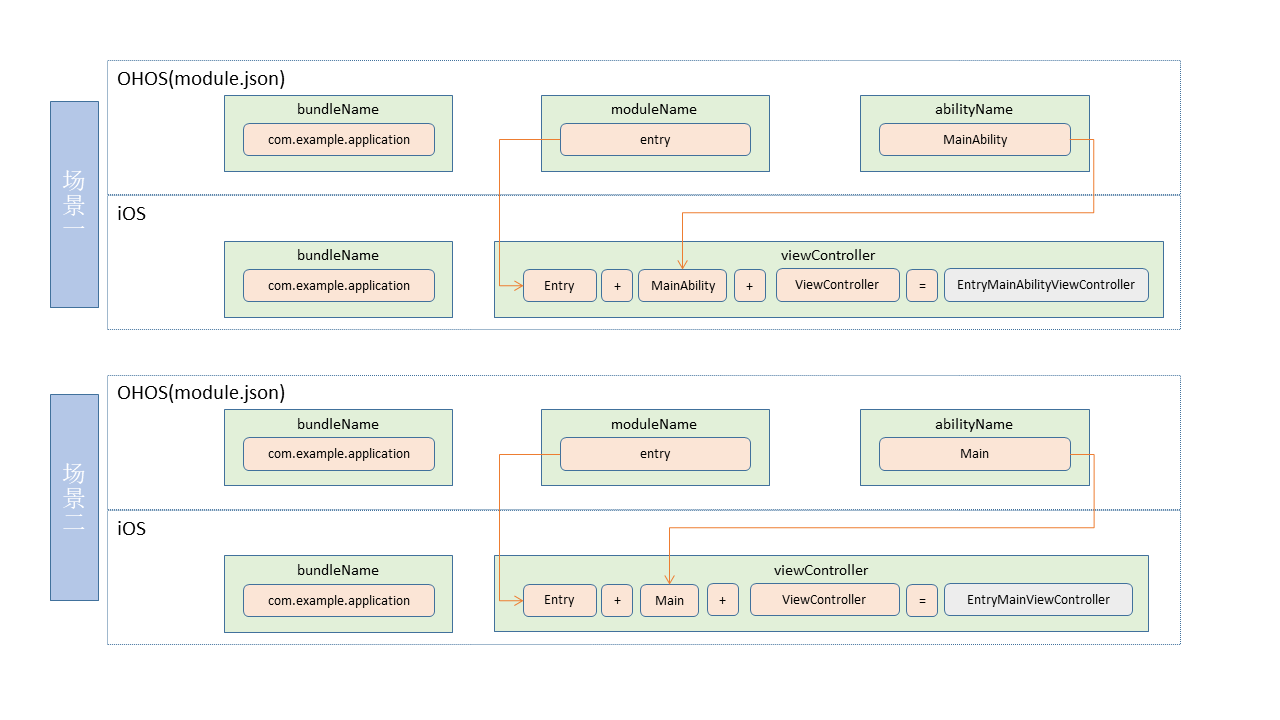 场景一
OHOS(module.json)
bundleName
com.example.application
moduleName
entry
abilityName
MainAbility
iOS
bundleName
com.example.application
viewController
Entry + MainAbility + ViewController = EntryMainAbilityViewController
场景二
OHOS(module.json)
bundleName
com.example.application
moduleName
entry
abilityName
Main
iOS
bundleName
com.example.application
viewController
Entry + Main + ViewController = EntryMainViewController